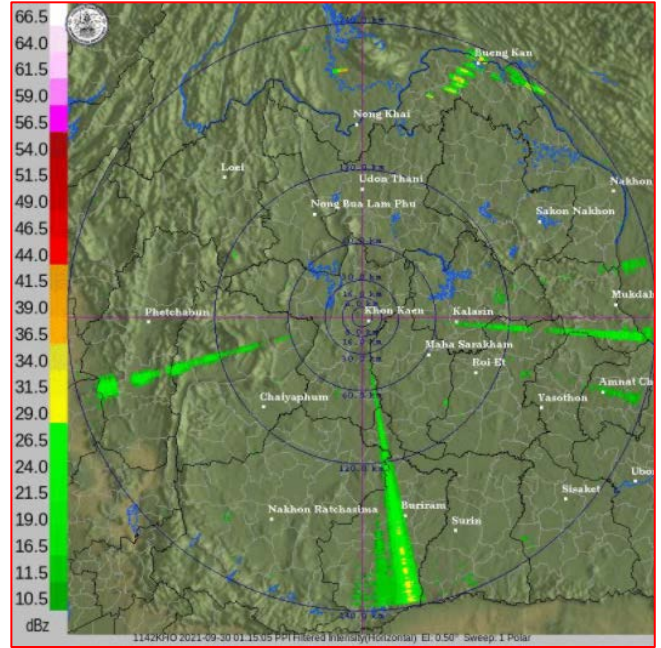 66.5
64.0
61.5
59.0
56.5
54.0
51.5
49.0
46.5
44.0
41.5
39.0
36.5
34.0
31.5
29.0
26.5
24.0
21.5
19.0
16.5
11.5
10.5
dBz
Bueng Kan
Nong Khai
Loei
Udon Thani
Nakhon
Nong Bua Lam Phu
Sakon Nakhon
Mukdah
Phetchabun
Khon Kaen
Kalasin
Maha Sarakham
Roi-Et
Amnat Ch
Chaiyaphum
Yasothon
120.0 km
Ubo
Sisaket
Nakhon Ratchasima
Buriram
Surin
1142KHO 2021-09-30 01:15:05 PPI Filtered Intensity(Horizontal) El: 0.50° Sweep: 1 Polar